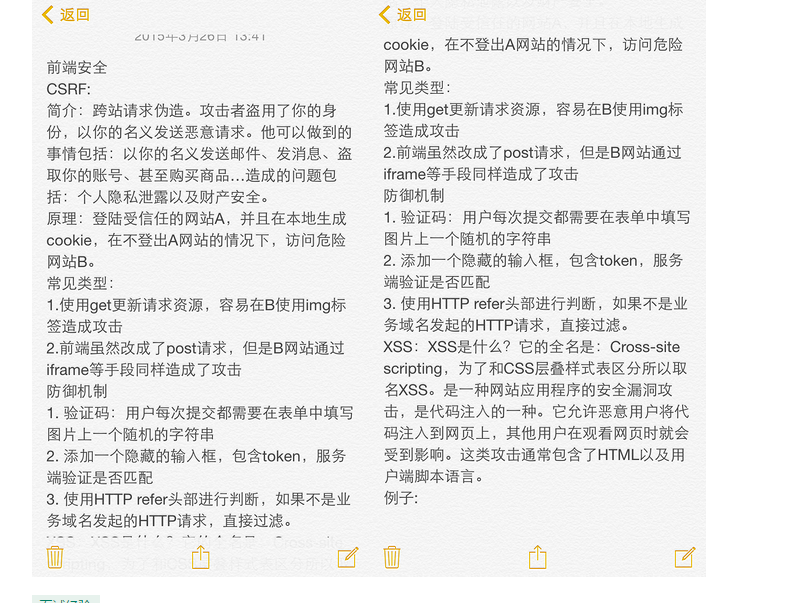 返回
2015年3月26日 13:41
前端安全
CSRF:
简介：跨站请求伪造。攻击者盗用了你的身
份，以你的名义发送恶意请求。他可以做到的
事情包括：以你的名义发送邮件、发消息、盗
取你的账号、甚至购买商品...造成的问题包
括：个人隐私泄露以及财产安全。
原理：登陆受信任的网站A，并且在本地生成
cookie，在不登出A网站的情况下，访问危险
网站B。
常见类型：
1.使用get更新请求资源，容易在B使用img标
签造成攻击
2.前端虽然改成了post请求，但是B网站通过
iframe等手段同样造成了攻击
防御机制
1. 验证码：用户每次提交都需要在表单中填写
图片上一个随机的字符串
2. 添加一个隐藏的输入框，包含token，服务
端验证是否匹配
3. 使用HTTP refer头部进行判断，如果不是业
务域名发起的HTTP请求，直接过滤。
返回
cookie，在不登出A网站的情况下，访问危险
网站B。
常见类型：
1.使用get更新请求资源，容易在B使用img标
签造成攻击
2.前端虽然改成了post请求，但是B网站通过
iframe等手段同样造成了攻击
防御机制
1. 验证码：用户每次提交都需要在表单中填写
图片上一个随机的字符串
2. 添加一个隐藏的输入框，包含token，服务
端验证是否匹配
3. 使用HTTP refer头部进行判断，如果不是业
务域名发起的HTTP请求，直接过滤。
XSS：XSS是什么？它的全名是：Cross-site
scripting，为了和CSS层叠样式表区分所以取
名XSS。是一种网站应用程序的安全漏洞攻
击，是代码注入的一种。它允许恶意用户将代
码注入到网页上，其他用户在观看网页时就会
受到影响。这类攻击通常包含了HTML以及用
户端脚本语言。
例子: